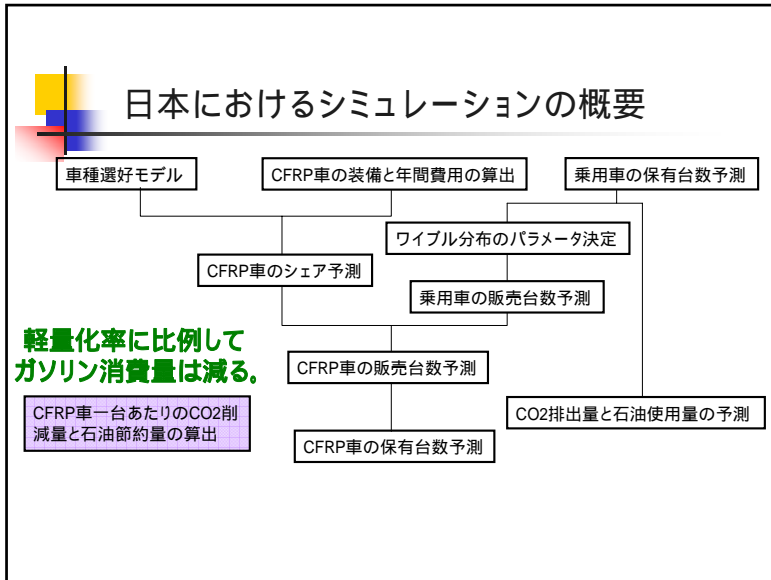 日本におけるシミュレーションの概要
車種選好モデル
CFRP車の装備と年間費用の算出
乗用車の保有台数予測
ワイブル分布のパラメータ決定
CFRP車のシェア予測
乗用車の販売台数予測
軽量化率に比例して
ガソリン消費量は減る。
CFRP車の販売台数予測
CFRP車一台あたりのCO2削
減量と石油節約量の算出
CO2排出量と石油使用量の予測
CFRP車の保有台数予測